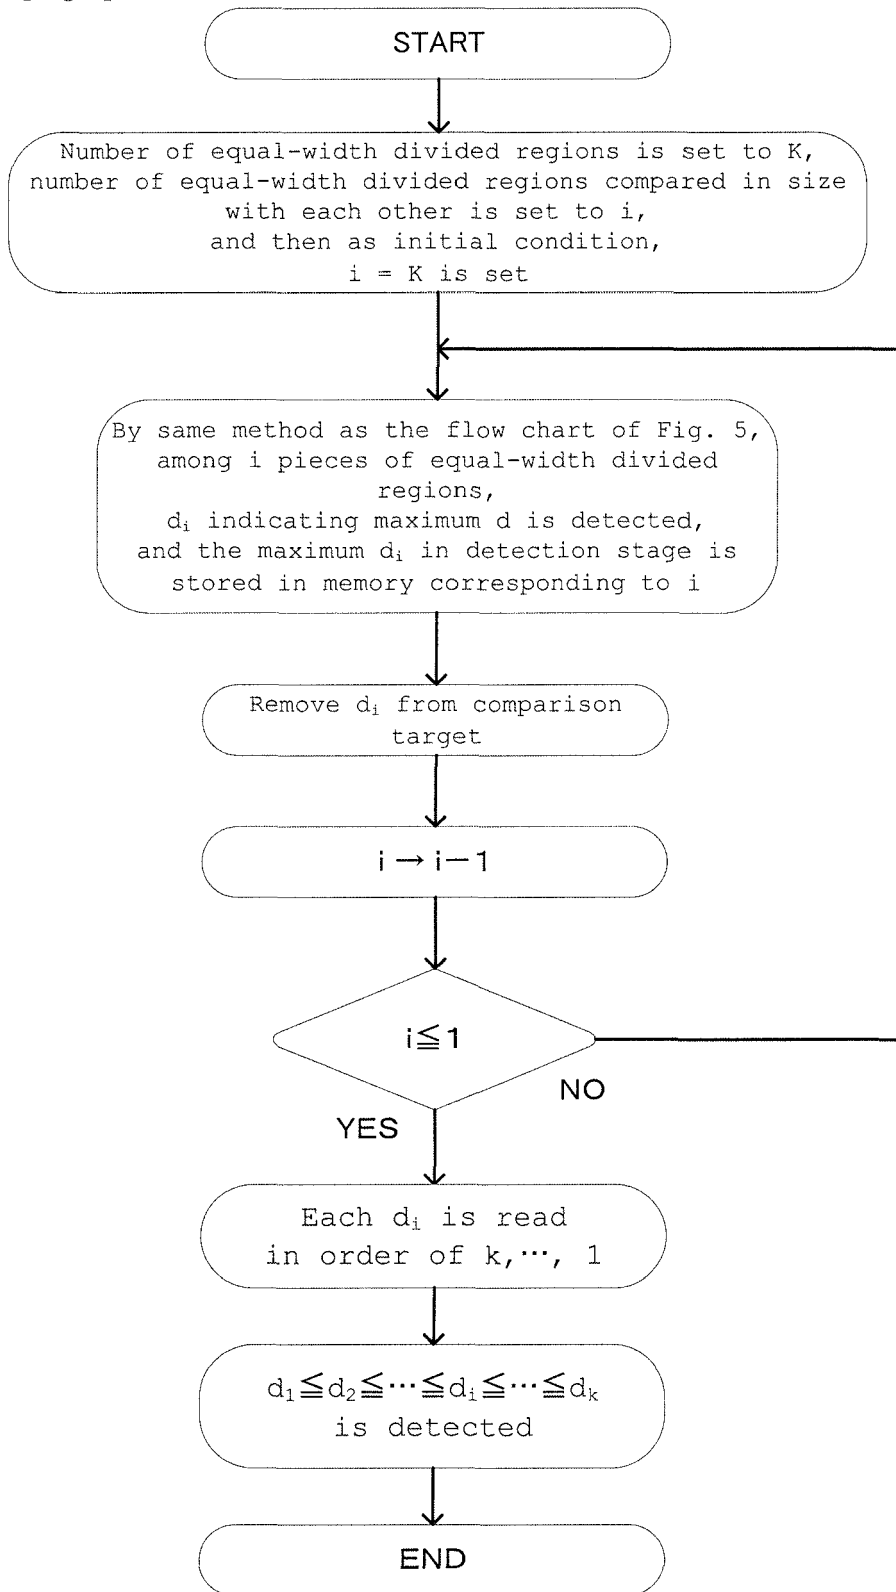 START
Number of equal-width divided regions is set to K,
number of equal-width divided regions compared in size
with each other is set to i,
and then as initial condition,
i = K is set
By same method as the flow chart of Fig. 5,
among i pieces of equal-width divided
regions,
dᵢ indicating maximum d is detected,
and the maximum dᵢ in detection stage is
stored in memory corresponding to i
Remove dᵢ from comparison
target
i → i−1
i≦1
NO
YES
Each dᵢ is read
in order of k,⋯, 1
d₁≦d₂≦⋯≦dᵢ≦⋯≦dₖ
is detected
END